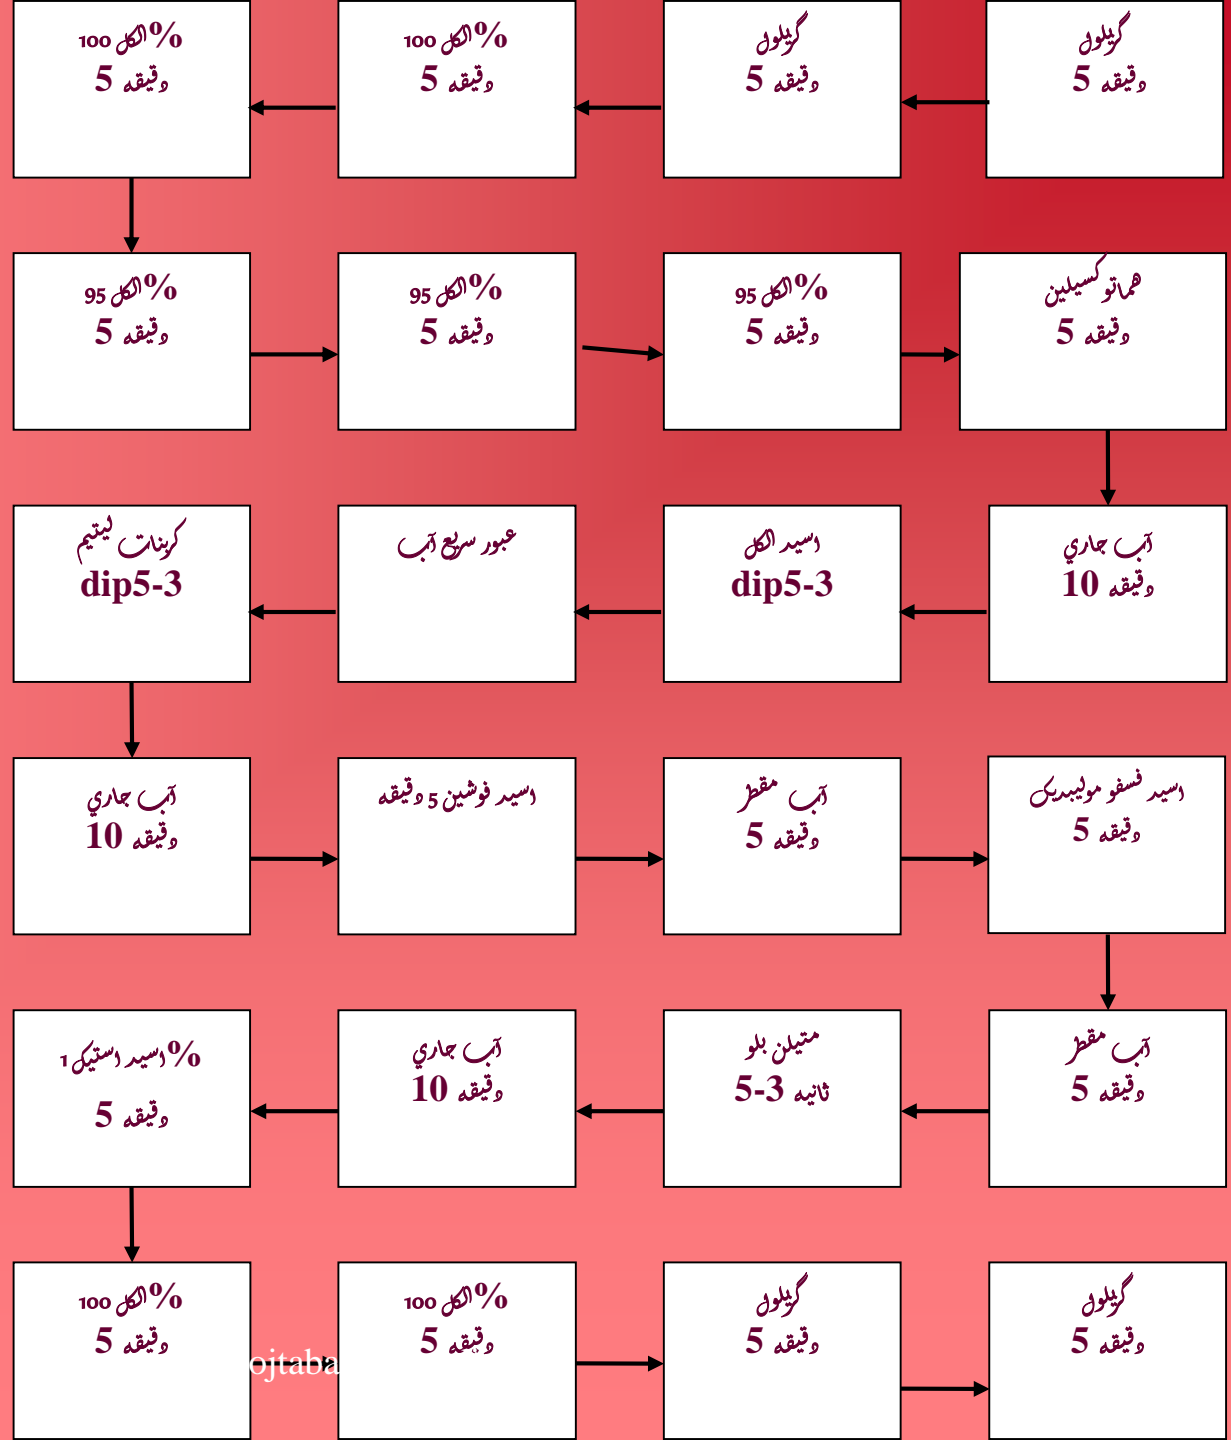 گزیلول
دقیقه 5
گزیلول
دقیقه 5
%الکل 100
دقیقه 5
%الکل 100
دقیقه 5
%الکل 95
دقیقه 5
%الکل 95
دقیقه 5
%الکل 95
دقیقه 5
هماتوکسیلین
دقیقه 5
آب جاري
دقیقه 10
اسید الکل
dip5-3
عبور سریع آب
کربنات لیتیم
dip5-3
آب جاري
دقیقه 10
اسید فوشین 5 دقیقه
آب مقطر
دقیقه 5
اسید فسفو مولیبدیک
دقیقه 5
آب مقطر
دقیقه 5
متیلن بلو
ثانیه 5-3
آب جاري
دقیقه 10
%اسید استیک 1
دقیقه 5
%الکل 100
دقیقه 5
%الکل 100
دقیقه 5
گزیلول
دقیقه 5
گزیلول
دقیقه 5
ojtaba